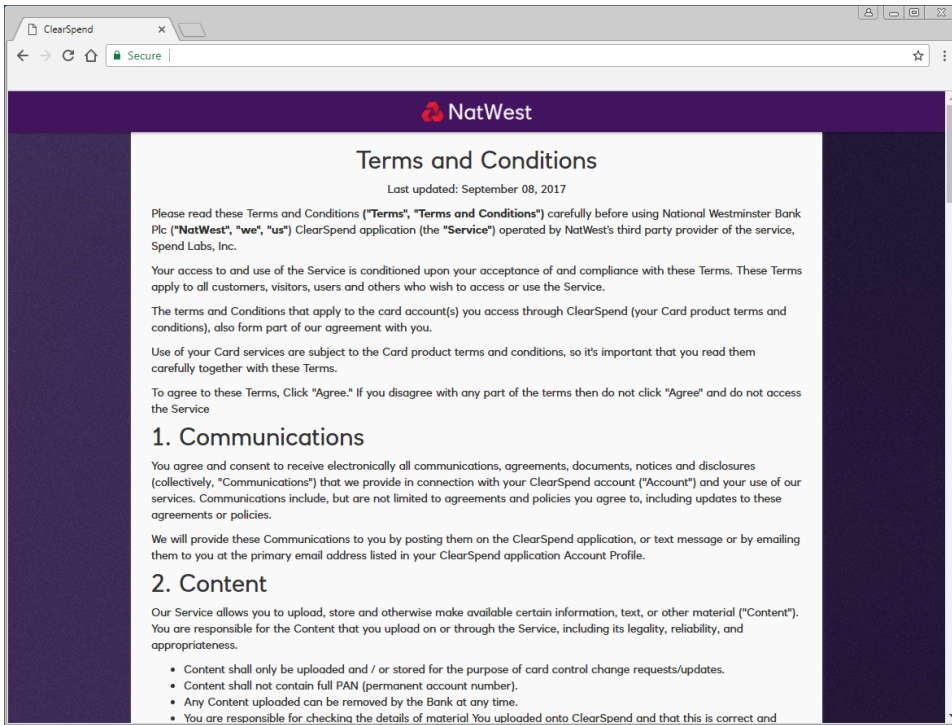 ClearSpend
Secure
NatWest
Terms and Conditions
Last updated: September 08, 2017
Please read these Terms and Conditions ("Terms", "Terms and Conditions") carefully before using National Westminster Bank
Plc ("NatWest", "we", "us") ClearSpend application (the "Service") operated by NatWest's third party provider of the service,
Spend Labs, Inc.
Your access to and use of the Service is conditioned upon your acceptance of and compliance with these Terms. These Terms
apply to all customers, visitors, users and others who wish to access or use the Service.
The terms and Conditions that apply to the card account(s) you access through ClearSpend (your Card product terms and
conditions), also form part of our agreement with you.
Use of your Card services are subject to the Card product terms and conditions, so it's important that you read them
carefully together with these Terms.
To agree to these Terms, Click "Agree." If you disagree with any part of the terms then do not click "Agree" and do not access
the Service
1. Communications
You agree and consent to receive electronically all communications, agreements, documents, notices and disclosures
(collectively, "Communications") that we provide in connection with your ClearSpend account ("Account") and your use of our
services. Communications include, but are not limited to agreements and policies you agree to, including updates to these
agreements or policies.
We will provide these Communications to you by posting them on the ClearSpend application, or text message or by emailing
them to you at the primary email address listed in your ClearSpend application Account Profile.
2. Content
Our Service allows you to upload, store and otherwise make available certain information, text, or other material ("Content").
You are responsible for the Content that you upload on or through the Service, including its legality, reliability, and
appropriateness.
• Content shall only be uploaded and / or stored for the purpose of card control change requests/updates.
• Content shall not contain full PAN (permanent account number).
• Any Content uploaded can be removed by the Bank at any time.
• You are responsible for checking the details of material You uploaded onto ClearSpend and that this is correct and